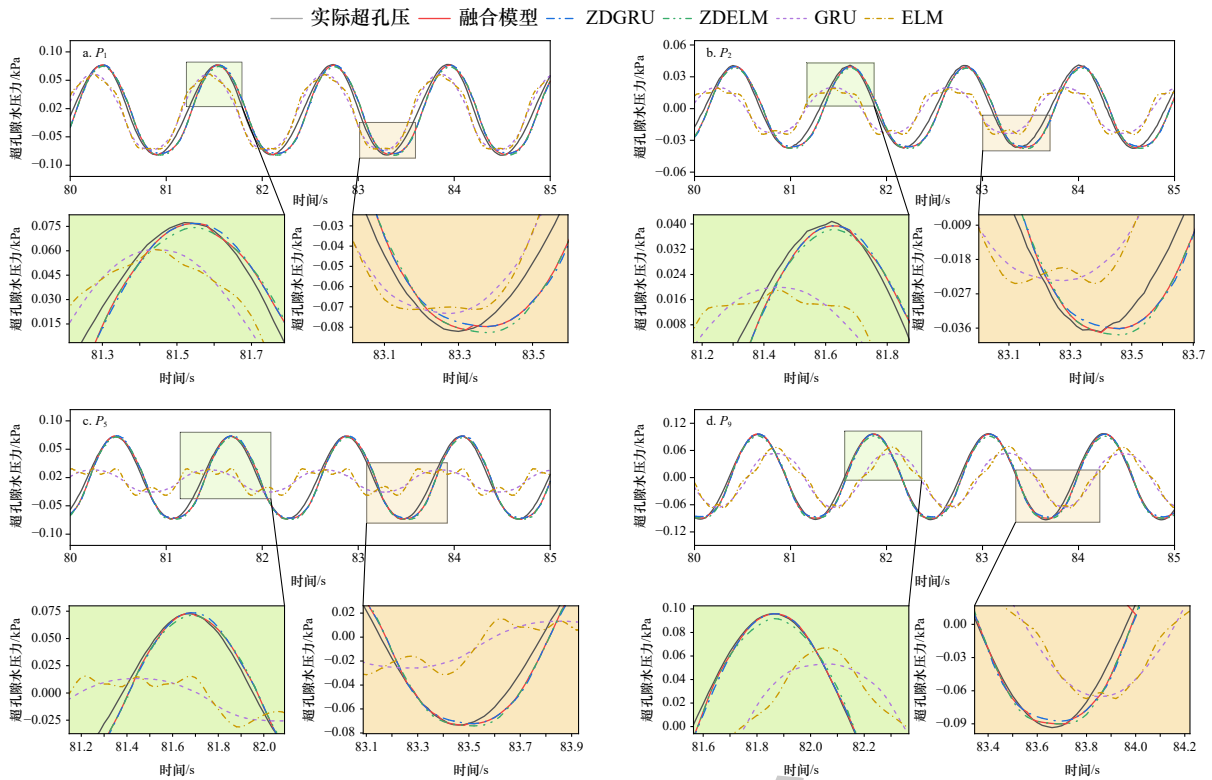 实际超孔压 融合模型 ZDGRU ZDELM GRU ELM
a. P₁
超孔隙水压力/kPa
0.10
0.05
0.02
−0.05
−0.10
80 81 82 83 84 85
时间/s
b. P₂
超孔隙水压力/kPa
0.06
0.04
0.00
−0.03
−0.06
80 81 82 83 84 85
时间/s
超孔隙水压力/kPa
0.075
0.060
0.045
0.030
0.015
81.3 81.5 81.7
时间/s
超孔隙水压力/kPa
−0.03
−0.04
−0.05
−0.06
−0.07
−0.08
83.1 83.3 83.5
时间/s
超孔隙水压力/kPa
0.040
0.032
0.024
0.016
0.008
81.2 81.4 81.6 81.8
时间/s
超孔隙水压力/kPa
−0.009
−0.018
−0.027
−0.036
83.1 83.3 83.5 83.7
时间/s
c. P₅
超孔隙水压力/kPa
0.10
0.05
0.02
−0.05
−0.10
80 81 82 83 84 85
时间/s
d. P₉
超孔隙水压力/kPa
0.12
0.06
0.00
−0.06
−0.12
80 81 82 83 84 85
时间/s
超孔隙水压力/kPa
0.075
0.050
0.025
0.000
−0.025
81.2 81.4 81.6 81.8 82.0
时间/s
超孔隙水压力/kPa
0.02
0.00
−0.02
−0.04
−0.06
−0.08
83.1 83.3 83.5 83.7 83.9
时间/s
超孔隙水压力/kPa
0.10
0.08
0.06
0.04
0.02
0.00
81.6 81.8 82.0 82.2
时间/s
超孔隙水压力/kPa
0.00
−0.03
−0.06
−0.09
83.4 83.6 83.8 84.0 84.2
时间/s